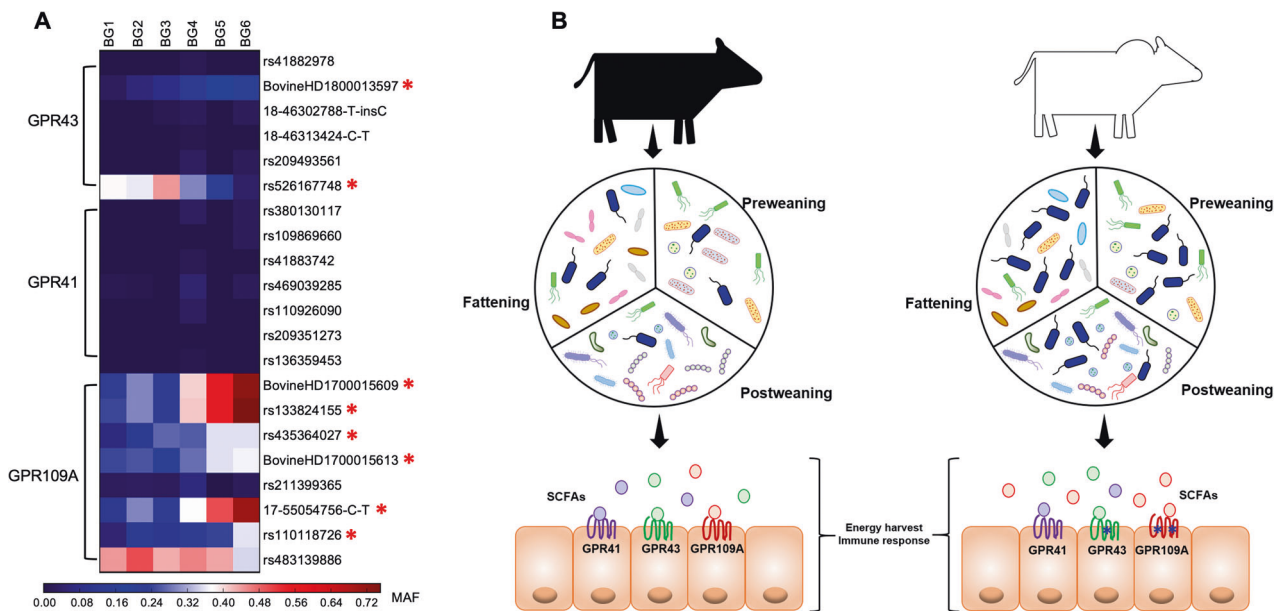 A
BG1 BG2 BG3 BG4 BG5 BG6
GPR43
rs41882978
BovineHD1800013597 *
18-46302788-T-insC
18-46313424-C-T
rs209493561
rs526167748 *
GPR41
rs380130117
rs109869660
rs41883742
rs469039285
rs110926090
rs209351273
rs136359453
GPR109A
BovineHD1700015609 *
rs133824155 *
rs435364027 *
BovineHD1700015613 *
rs211399365
17-55054756-C-T *
rs110118726 *
rs483139886
0.00 0.08 0.16 0.24 0.32 0.40 0.48 0.56 0.64 0.72
MAF
B
Preweaning
Fattening
Postweaning
SCFAs
GPR41 GPR43 GPR109A
Energy harvest
Immune response
Preweaning
Fattening
Postweaning
SCFAs
GPR41 GPR43 GPR109A